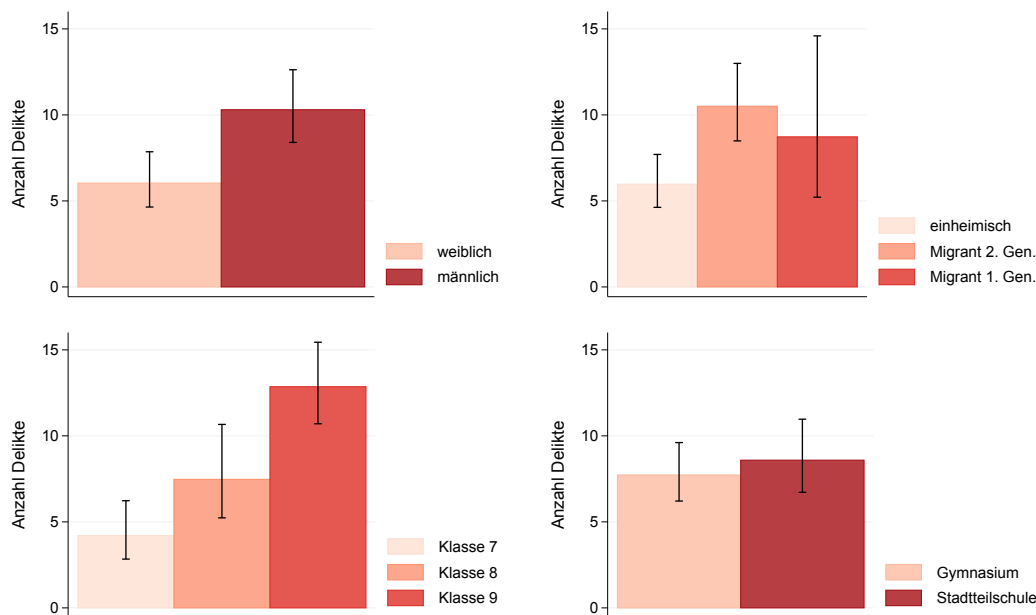 15
10
5
0
Anzahl Delikte
weiblich
männlich
15
10
5
0
Anzahl Delikte
einheimisch
Migrant 2. Gen.
Migrant 1. Gen.
15
10
5
0
Anzahl Delikte
Klasse 7
Klasse 8
Klasse 9
15
10
5
0
Anzahl Delikte
Gymnasium
Stadtteilschule